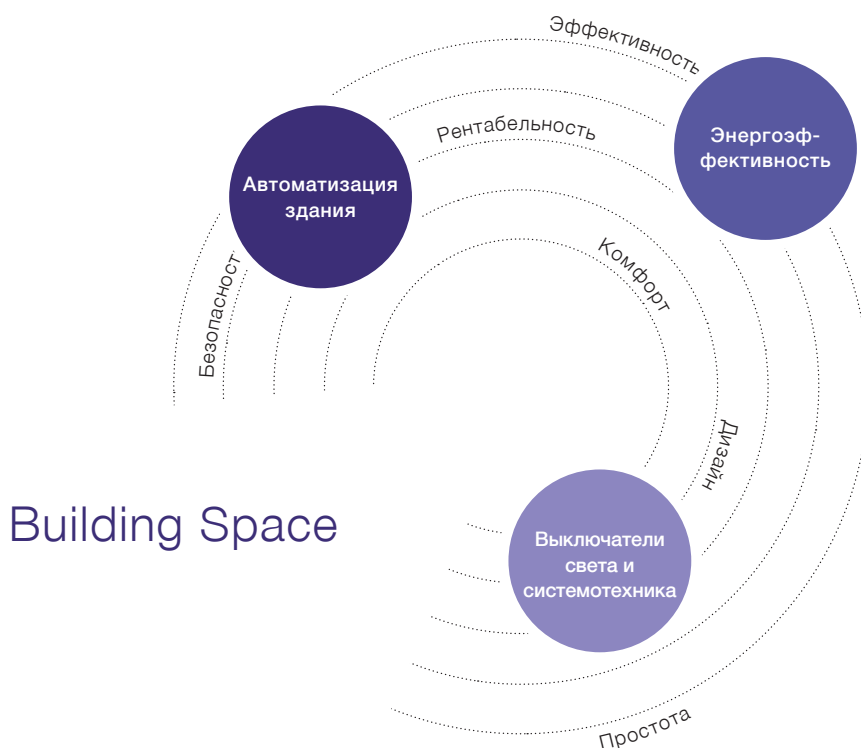 Эффективность
Рентабельность
Энергоэф-
фективность
Автоматизация
здания
Комфорт
Безопасност
Дизайн
Building Space
Выключатели
света и
системотехника
Простота